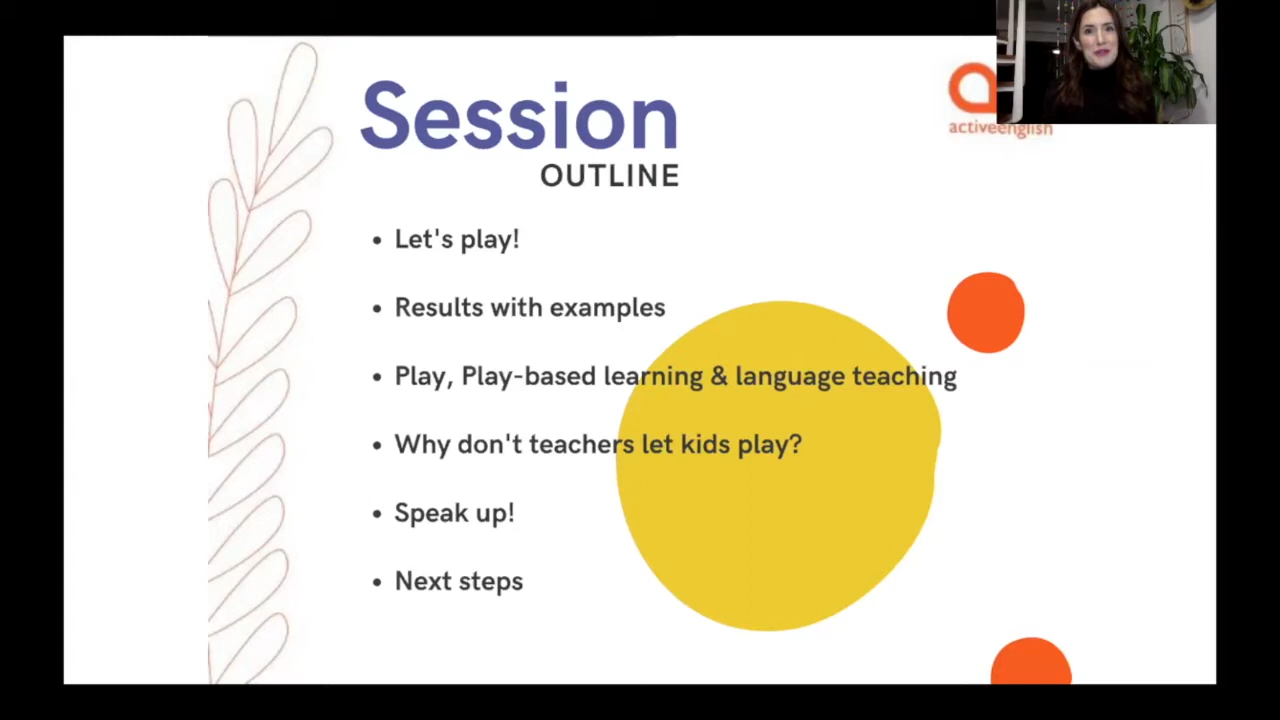 Session
OUTLINE
activeenglish
• Let's play!
• Results with examples
• Play, Play-based learning & language teaching
• Why don't teachers let kids play?
• Speak up!
• Next steps